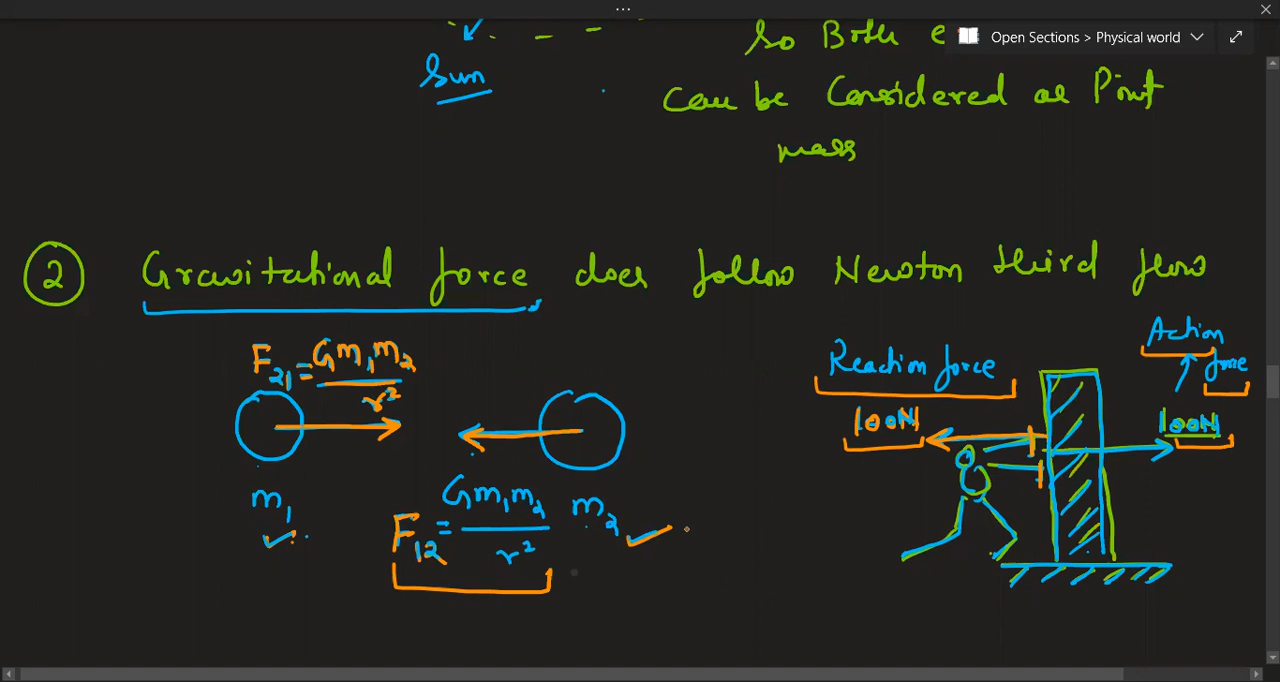 ...
Open Sections > Physical world
So Both e
Sun
can be Considered as Point
mass
2 Gravitational force does follow Newton third flow
F21 = Gm1m2
r²
m1
F12 = Gm1m2
r²
m2
Reaction force
100N
Action
force
100N